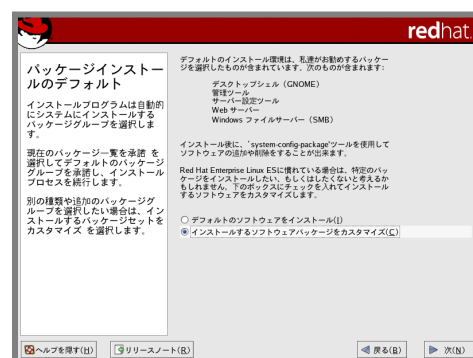 redhat.
パッケージインストー
ルのデフォルト
インストールプログラムは自動的
にシステムにインストールする
パッケージグループを選択しま
す。
現在のパッケージ一覧を承諾 を
選択してデフォルトのパッケージ
グループを承諾し、インストール
プロセスを続行します。
別の種類や追加のパッケージグ
ループを選択したい場合は、イン
ストールするパッケージセットを
カスタマイズ を選択します。
デフォルトのインストール環境は、私達がお勧めするパッケー
ジを選択したものが含まれています。次のものが含まれます:
デスクトップシェル（GNOME）
管理ツール
サーバー設定ツール
Web サーバー
Windows ファイルサーバー（SMB）
インストール後に、'system-config-package'ツールを使用して
ソフトウェアの追加や削除をすることが出来ます。
Red Hat Enterprise Linux ESに慣れている場合は、特定のパッ
ケージをインストールしたい、もしくはしたくないと考えるか
もしれません。下のボックスにチェックを入れてインストール
するソフトウェアをカスタマイズします。
デフォルトのソフトウェアをインストール(I)
インストールするソフトウェアパッケージをカスタマイズ(C)
ヘルプを隠す(H)
リリースノート(R)
戻る(B)
次(N)